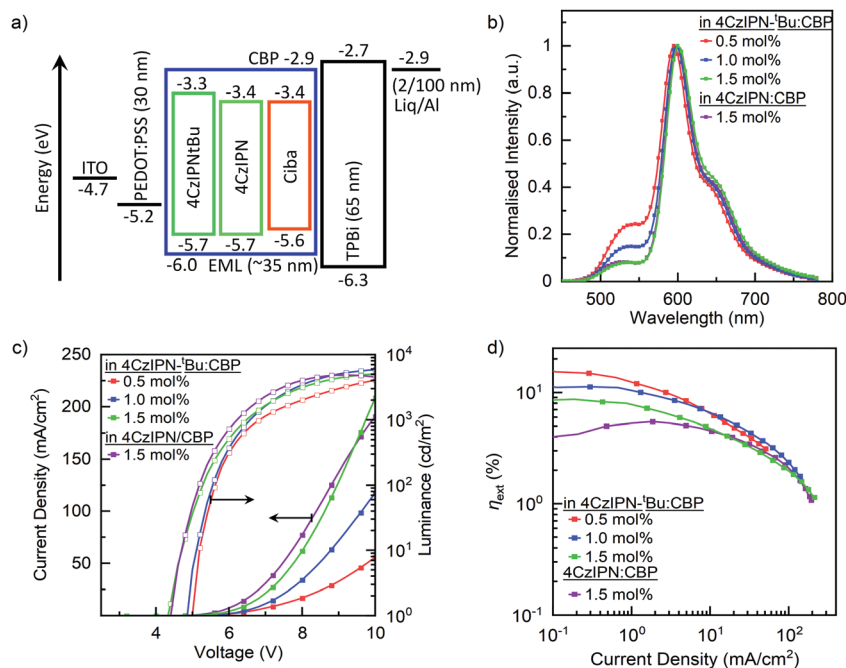 a)
Energy (eV)
ITO
-4.7
PEDOT:PSS (30 nm)
-5.2
CBP -2.9
-3.3
4CzIPNtBu
-5.7
-3.4
4CzIPN
-5.7
-3.4
Ciba
-5.6
-6.0
EML (~35 nm)
-2.7
TPBi (65 nm)
-6.3
-2.9
(2/100 nm)
Liq/Al
b)
Normalised Intensity (a.u.)
1
0.8
0.6
0.4
0.2
0
500 600 700 800
Wavelength (nm)
in 4CzIPN-ᵗBu:CBP
0.5 mol%
1.0 mol%
1.5 mol%
in 4CzIPN:CBP
1.5 mol%
c)
Current Density (mA/cm²)
250
225
200
175
150
125
100
75
50
25
4 6 8 10
Voltage (V)
10⁴
10³
10²
10¹
10⁰
Luminance (cd/m²)
in 4CzIPN-ᵗBu:CBP
0.5 mol%
1.0 mol%
1.5 mol%
in 4CzIPN/CBP
1.5 mol%
d)
ηext (%)
10¹
10⁰
10⁻¹
10⁻¹ 10⁰ 10¹ 10²
Current Density (mA/cm²)
in 4CzIPN-ᵗBu:CBP
0.5 mol%
1.0 mol%
1.5 mol%
4CzIPN:CBP
1.5 mol%